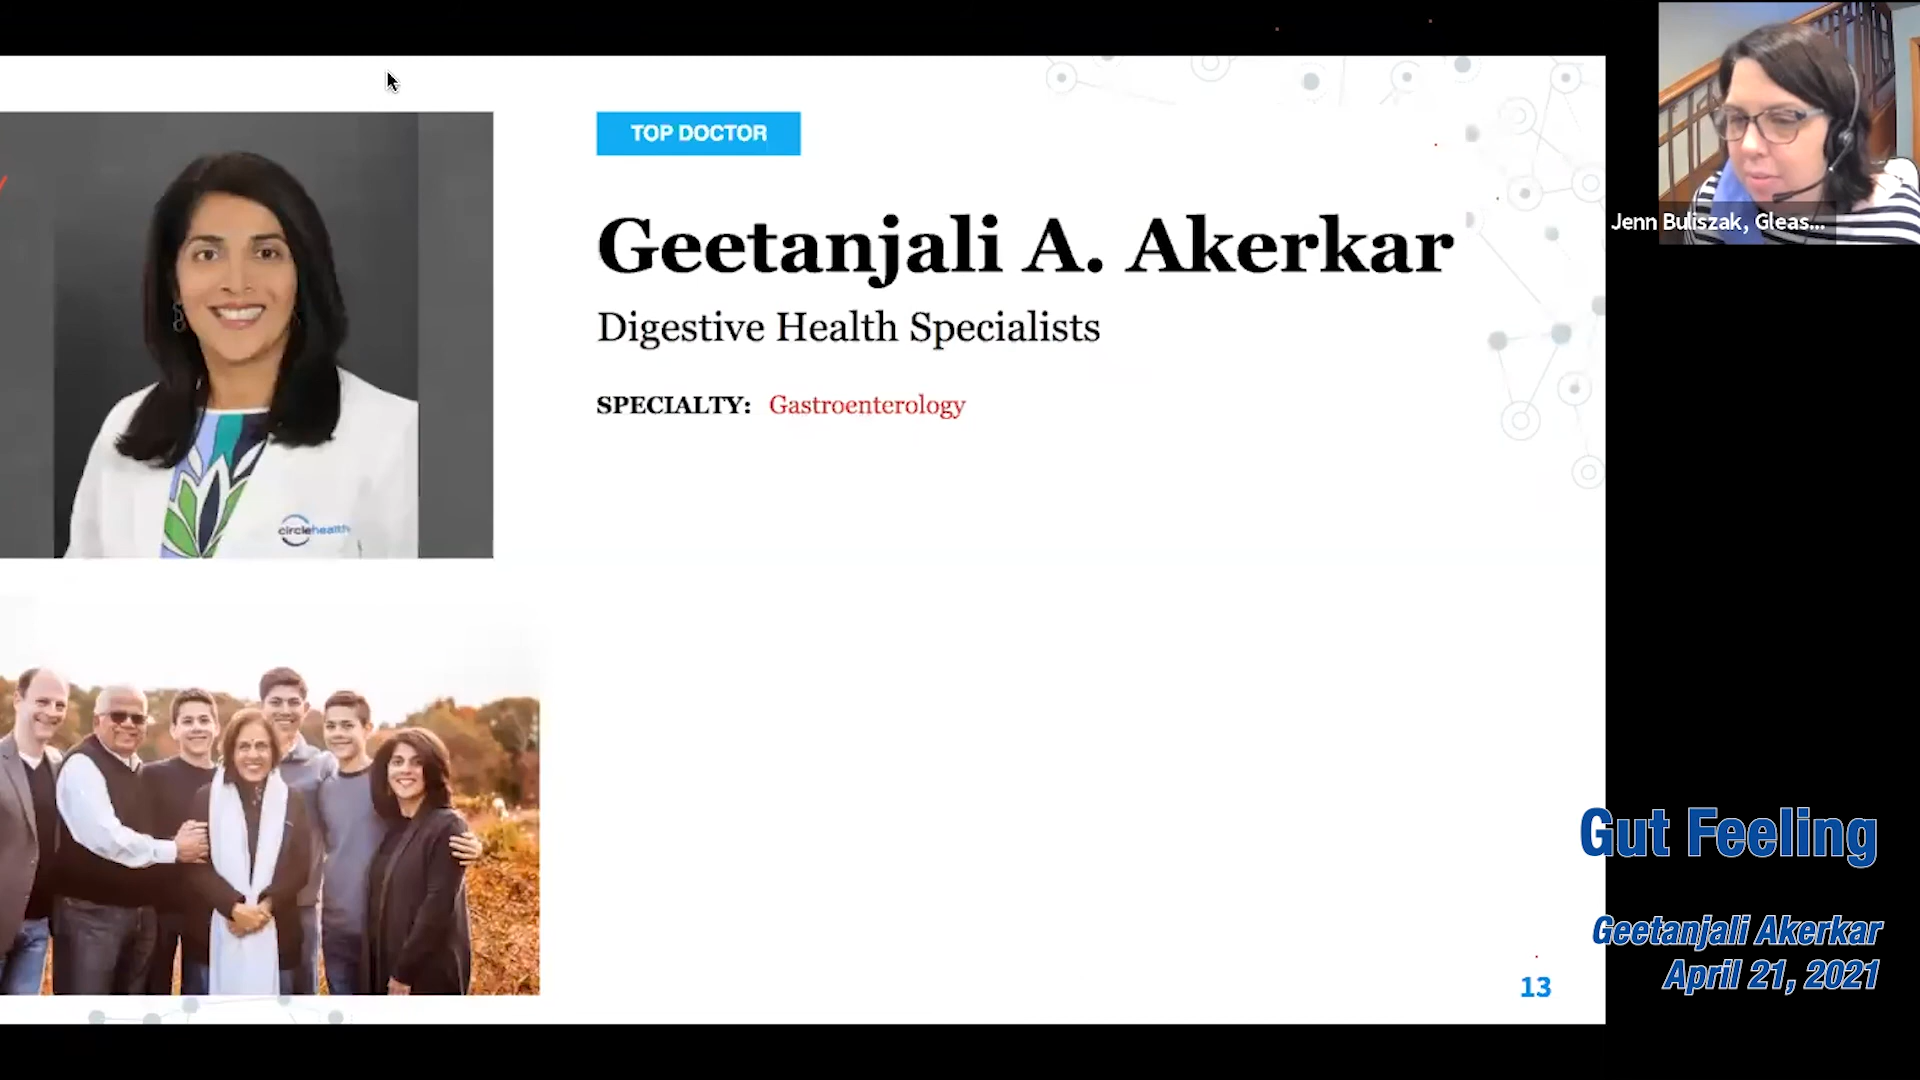 TOP DOCTOR
Geetanjali A. Akerkar
Digestive Health Specialists
SPECIALTY: Gastroenterology
circlehealth
Jenn Buliszak, Gleas...
Gut Feeling
Geetanjali Akerkar
April 21, 2021
13